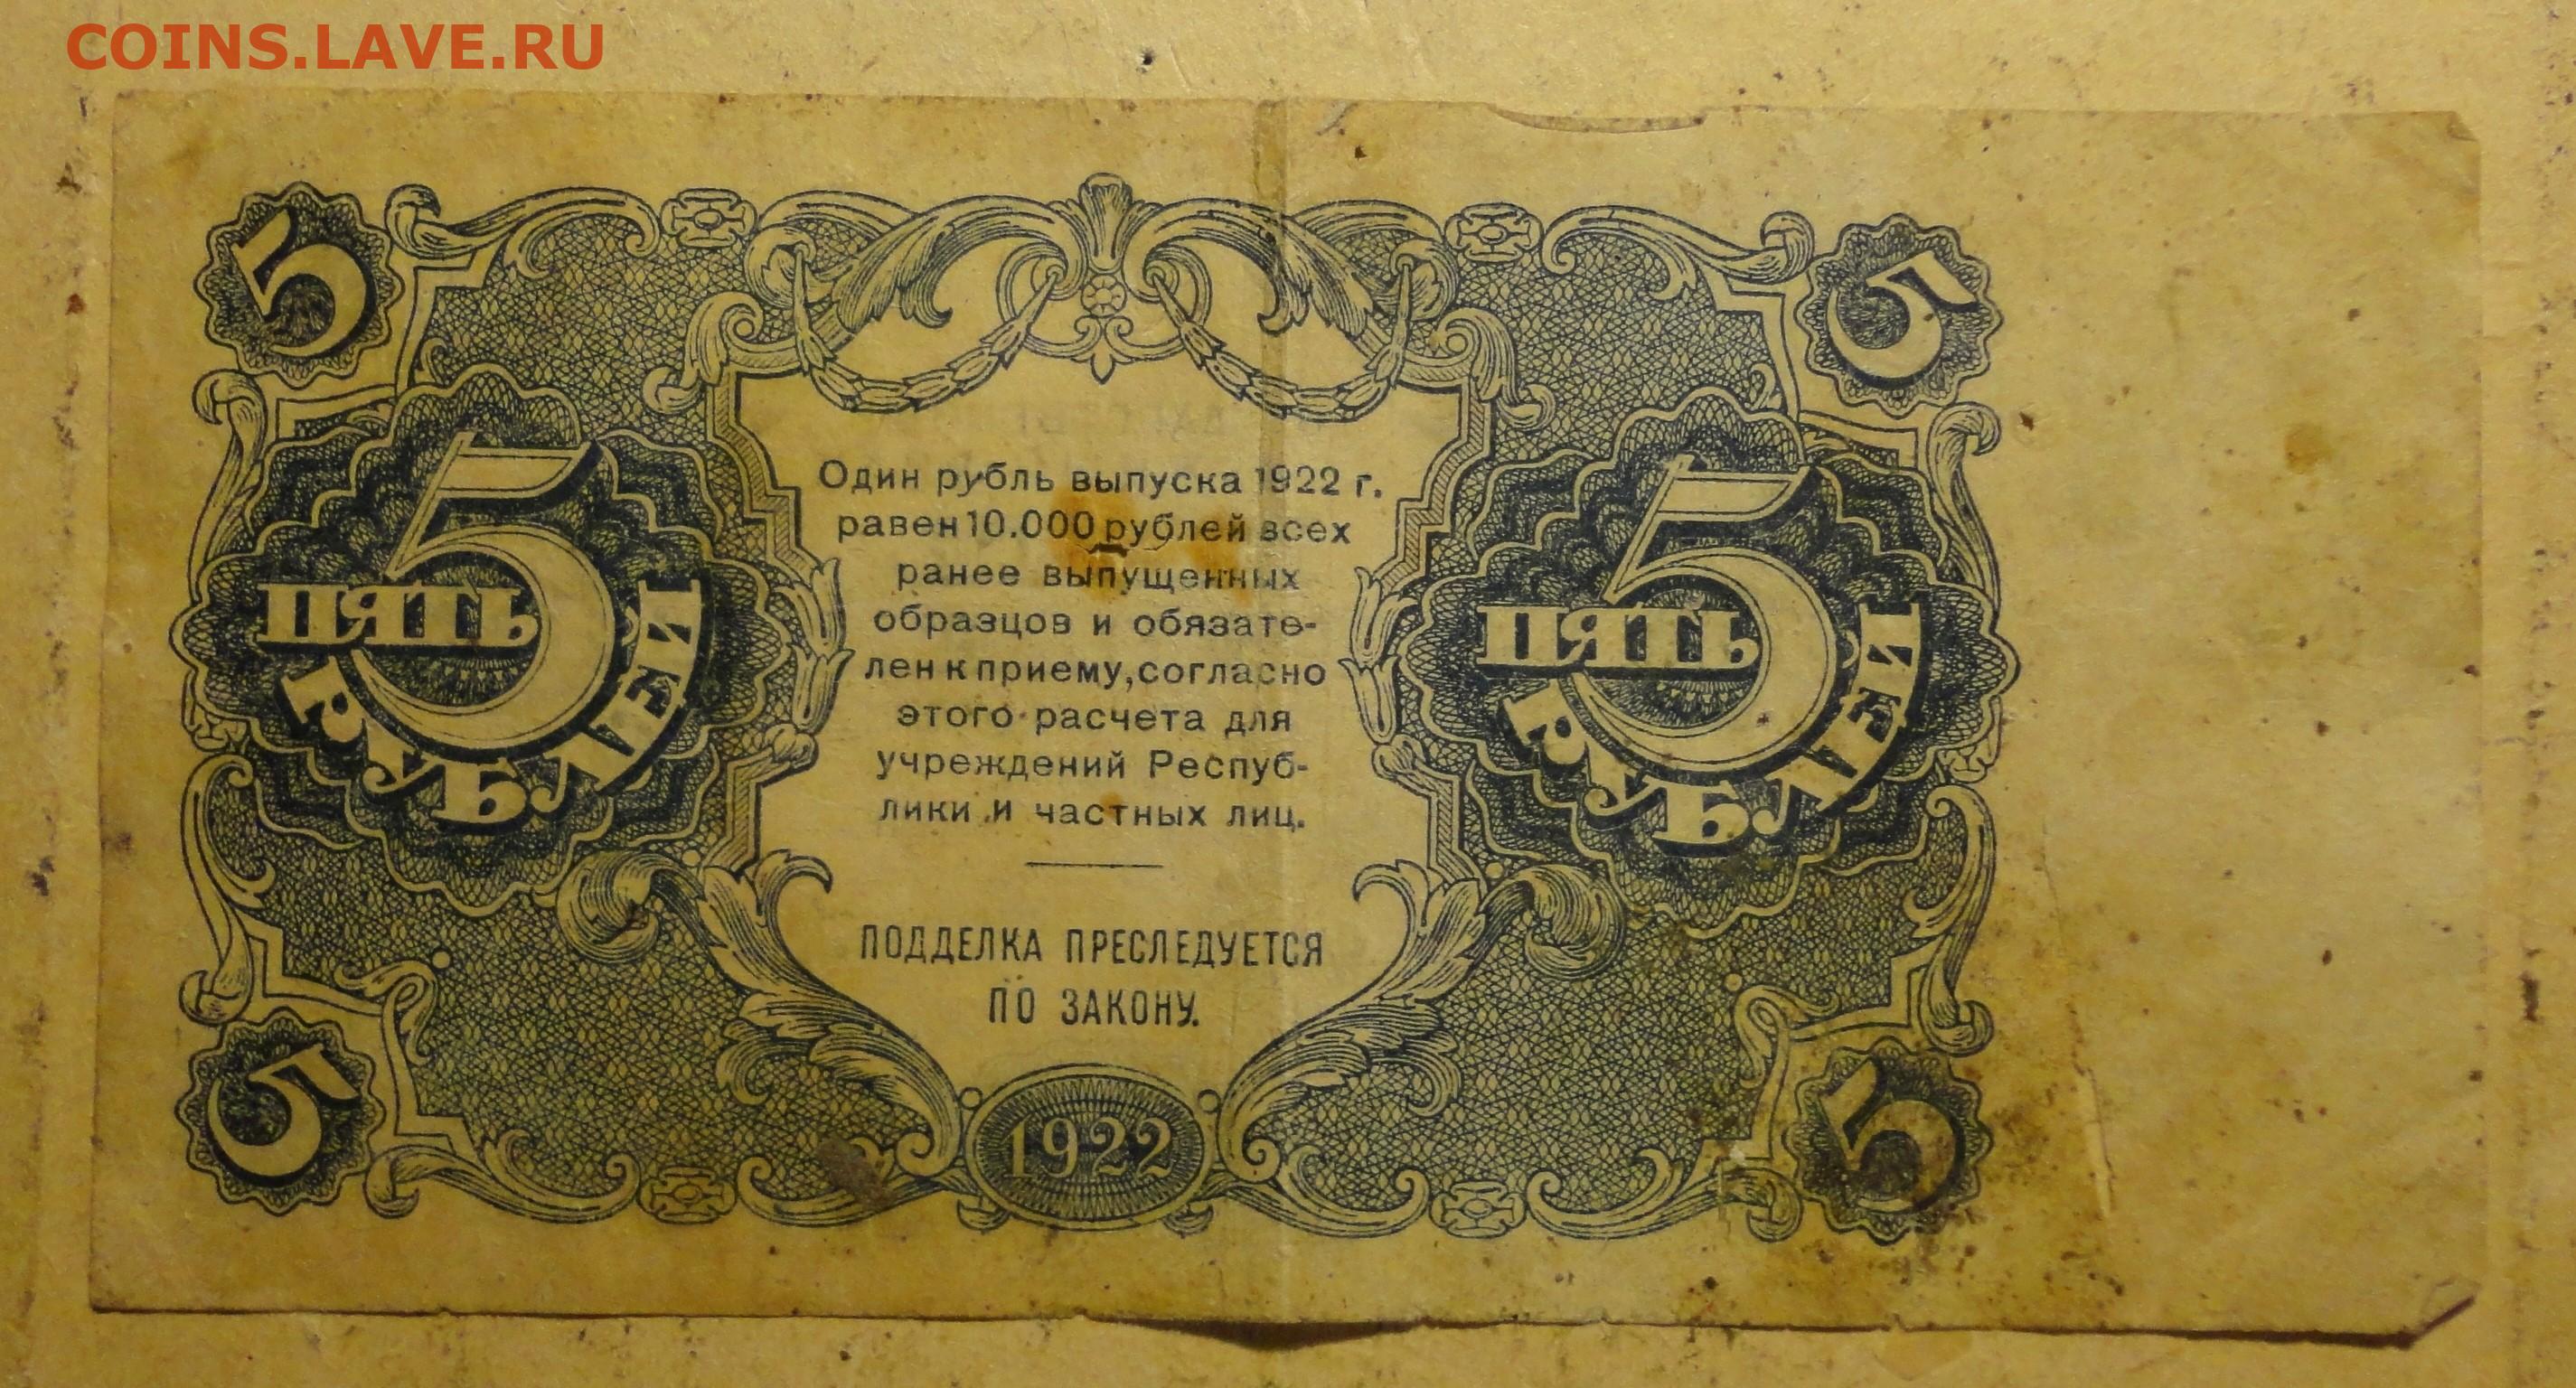 COINS.LAVE.RU
5 5
Один рубль выпуска 1922 г.
равен 10.000 рублей всех
ранее выпущенных
образцов и обязате-
лен к приему, согласно
этого расчета для
учреждений Респуб-
лики и частных лиц.
ПОДДЕЛКА ПРЕСЛЕДУЕТСЯ
ПО ЗАКОНУ.
5
ПЯТЬ
РУБЛЕЙ
5
ПЯТЬ
РУБЛЕЙ
5 1922 5